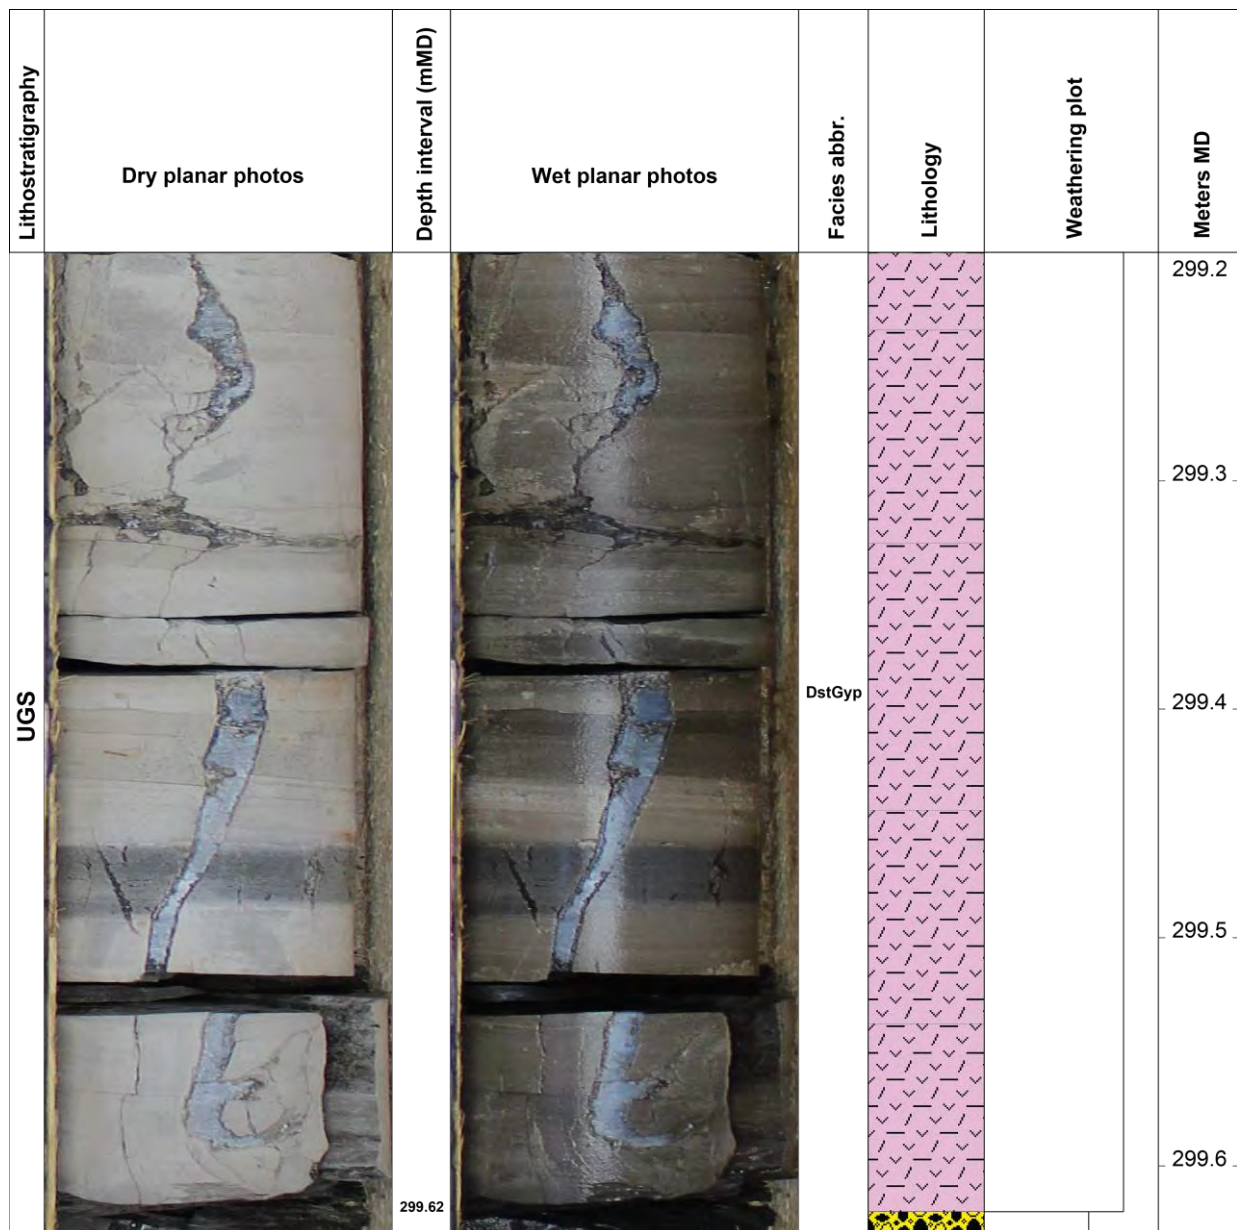 Lithostratigraphy
Dry planar photos
Depth interval (mMD)
Wet planar photos
Facies abbr.
Lithology
Weathering plot
Meters MD
299.2
299.3
UGS
DstGyp
299.4
299.5
299.6
299.62